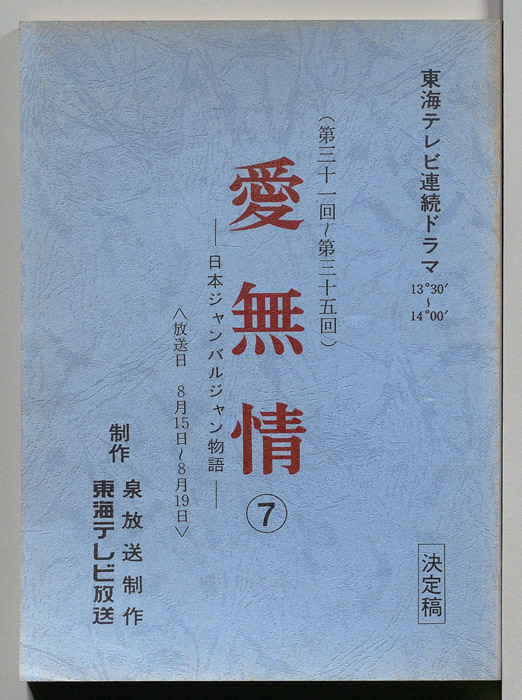 東海テレビ連続ドラマ 13°30′〜14°00′
(第三十一回〜第三十五回)
愛無情⑦
―日本ジャンバルジャン物語―
〈放送日 8月15日〜8月19日〉
制作 泉放送制作
東海テレビ放送
決定稿